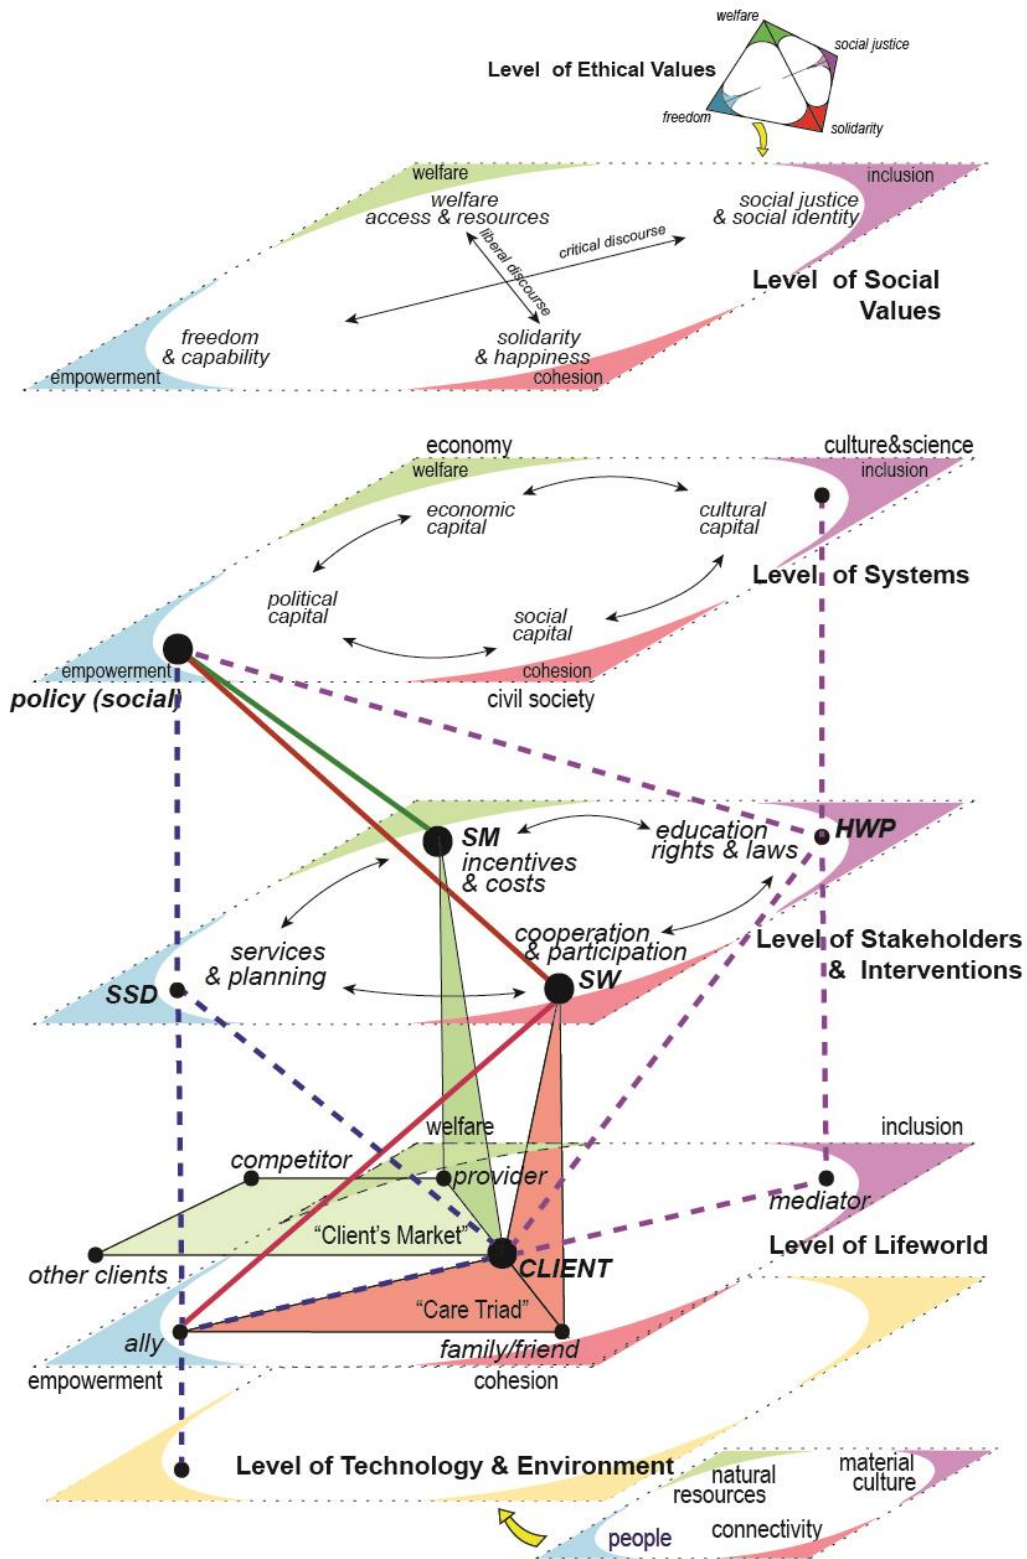 welfare
social justice
Level of Ethical Values
freedom
solidarity
welfare
inclusion
welfare
access & resources
social justice
& social identity
liberal discourse
critical discourse
Level of Social
Values
freedom
& capability
solidarity
& happiness
empowerment
cohesion
economy
culture&science
welfare
inclusion
economic
capital
cultural
capital
Level of Systems
political
capital
social
capital
empowerment
cohesion
policy (social)
civil society
SM
incentives
& costs
education
rights & laws
HWP
cooperation
& participation
Level of Stakeholders
& Interventions
services
& planning
SSD
SW
welfare
inclusion
competitor
provider
mediator
"Client's Market"
Level of Lifeworld
other clients
CLIENT
"Care Triad"
ally
family/friend
empowerment
cohesion
Level of Technology & Environment
natural
resources
material
culture
people
connectivity